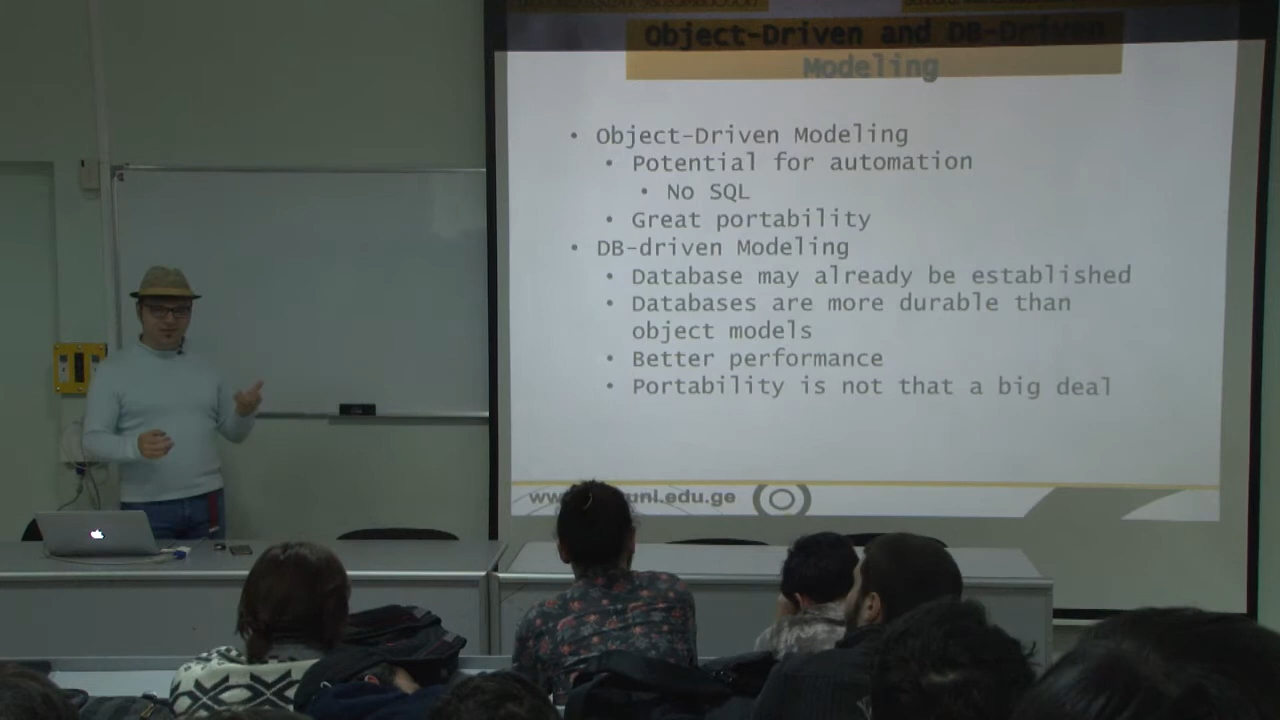 Object-Driven and DB-Driven
Modeling
• Object-Driven Modeling
• Potential for automation
• No SQL
• Great portability
• DB-driven Modeling
• Database may already be established
• Databases are more durable than
object models
• Better performance
• Portability is not that a big deal